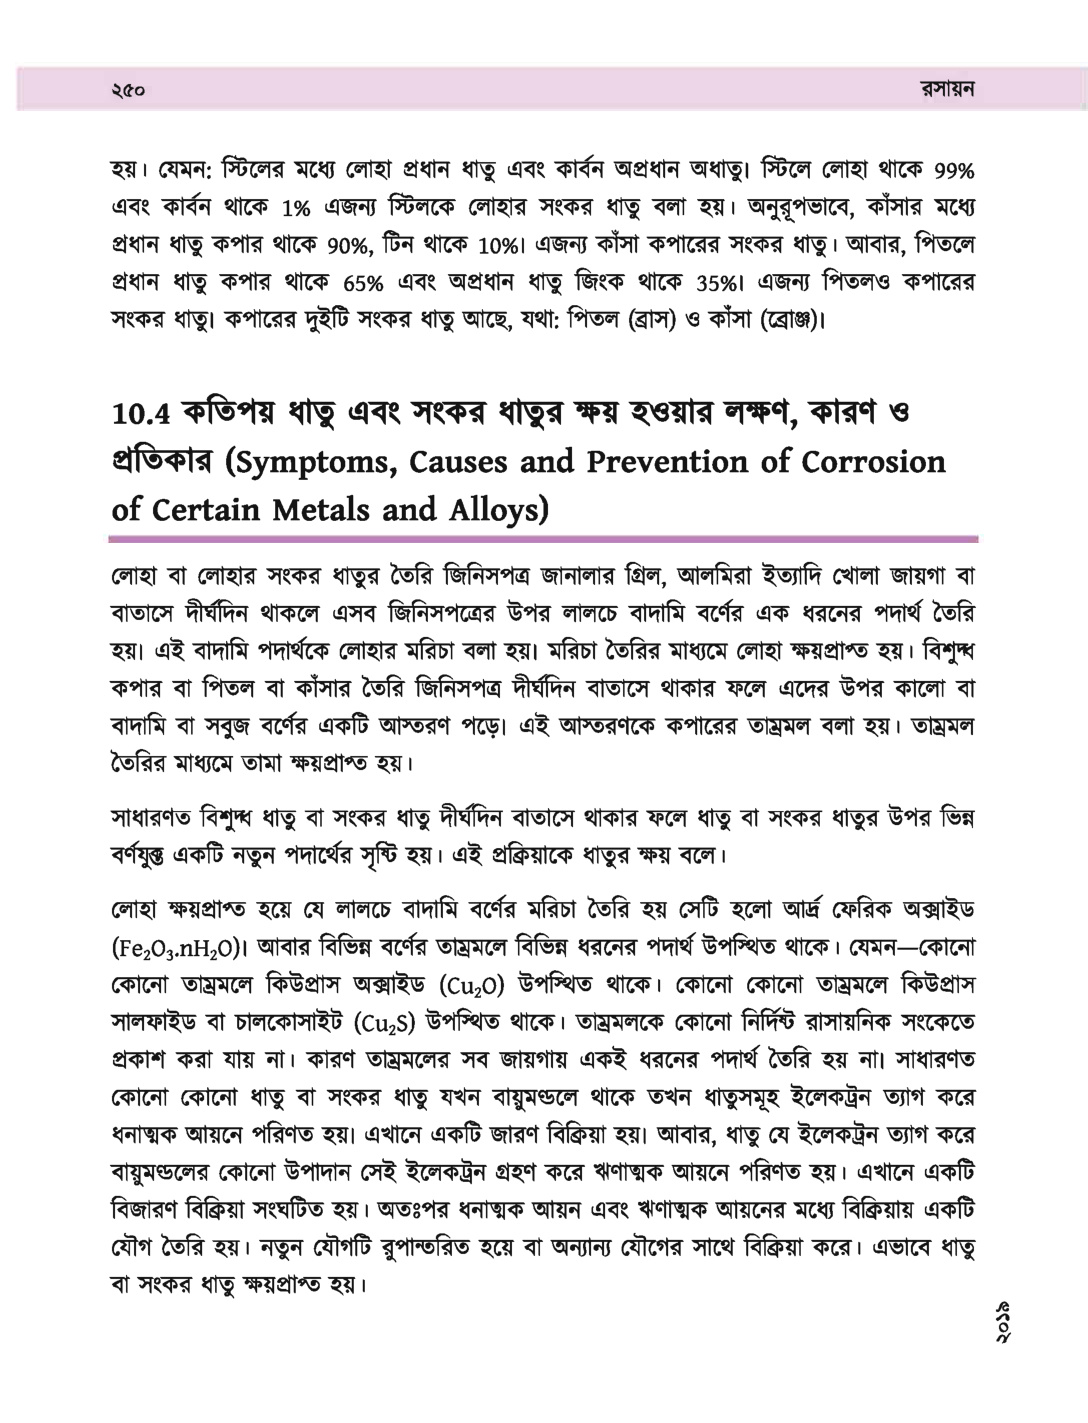 ২৫০ রসায়ন
হয়। যেমন: স্টিলের মধ্যে লোহা প্রধান ধাতু এবং কার্বন অপ্রধান অধাতু। স্টিলে লোহা থাকে 99%
এবং কার্বন থাকে 1% এজন্য স্টিলকে লোহার সংকর ধাতু বলা হয়। অনুরূপভাবে, কাঁসার মধ্যে
প্রধান ধাতু কপার থাকে 90%, টিন থাকে 10%। এজন্য কাঁসা কপারের সংকর ধাতু। আবার, পিতলে
প্রধান ধাতু কপার থাকে 65% এবং অপ্রধান ধাতু জিংক থাকে 35%। এজন্য পিতলও কপারের
সংকর ধাতু। কপারের দুইটি সংকর ধাতু আছে, যথা: পিতল (ব্রাস) ও কাঁসা (ব্রোঞ্জ)।
10.4 কতিপয় ধাতু এবং সংকর ধাতুর ক্ষয় হওয়ার লক্ষণ, কারণ ও
প্রতিকার (Symptoms, Causes and Prevention of Corrosion
of Certain Metals and Alloys)
লোহা বা লোহার সংকর ধাতুর তৈরি জিনিসপত্র জানালার গ্রিল, আলমিরা ইত্যাদি খোলা জায়গা বা
বাতাসে দীর্ঘদিন থাকলে এসব জিনিসপত্রের উপর লালচে বাদামি বর্ণের এক ধরনের পদার্থ তৈরি
হয়। এই বাদামি পদার্থকে লোহার মরিচা বলা হয়। মরিচা তৈরির মাধ্যমে লোহা ক্ষয়প্রাপ্ত হয়। বিশুদ্ধ
কপার বা পিতল বা কাঁসার তৈরি জিনিসপত্র দীর্ঘদিন বাতাসে থাকার ফলে এদের উপর কালো বা
বাদামি বা সবুজ বর্ণের একটি আস্তরণ পড়ে। এই আস্তরণকে কপারের তাম্রমল বলা হয়। তাম্রমল
তৈরির মাধ্যমে তামা ক্ষয়প্রাপ্ত হয়।
সাধারণত বিশুদ্ধ ধাতু বা সংকর ধাতু দীর্ঘদিন বাতাসে থাকার ফলে ধাতু বা সংকর ধাতুর উপর ভিন্ন
বর্ণযুক্ত একটি নতুন পদার্থের সৃষ্টি হয়। এই প্রক্রিয়াকে ধাতুর ক্ষয় বলে।
লোহা ক্ষয়প্রাপ্ত হয়ে যে লালচে বাদামি বর্ণের মরিচা তৈরি হয় সেটি হলো আর্দ্র ফেরিক অক্সাইড
(Fe₂O₃.nH₂O)। আবার বিভিন্ন বর্ণের তাম্রমলে বিভিন্ন ধরনের পদার্থ উপস্থিত থাকে। যেমন—কোনো
কোনো তাম্রমলে কিউপ্রাস অক্সাইড (Cu₂O) উপস্থিত থাকে। কোনো কোনো তাম্রমলে কিউপ্রাস
সালফাইড বা চালকোসাইট (Cu₂S) উপস্থিত থাকে। তাম্রমলকে কোনো নির্দিষ্ট রাসায়নিক সংকেতে
প্রকাশ করা যায় না। কারণ তাম্রমলের সব জায়গায় একই ধরনের পদার্থ তৈরি হয় না। সাধারণত
কোনো কোনো ধাতু বা সংকর ধাতু যখন বায়ুমণ্ডলে থাকে তখন ধাতুসমূহ ইলেকট্রন ত্যাগ করে
ধনাত্মক আয়নে পরিণত হয়। এখানে একটি জারণ বিক্রিয়া হয়। আবার, ধাতু যে ইলেকট্রন ত্যাগ করে
বায়ুমণ্ডলের কোনো উপাদান সেই ইলেকট্রন গ্রহণ করে ঋণাত্মক আয়নে পরিণত হয়। এখানে একটি
বিজারণ বিক্রিয়া সংঘটিত হয়। অতঃপর ধনাত্মক আয়ন এবং ঋণাত্মক আয়নের মধ্যে বিক্রিয়ায় একটি
যৌগ তৈরি হয়। নতুন যৌগটি রুপান্তরিত হয়ে বা অন্যান্য যৌগের সাথে বিক্রিয়া করে। এভাবে ধাতু
বা সংকর ধাতু ক্ষয়প্রাপ্ত হয়।
২০১৯